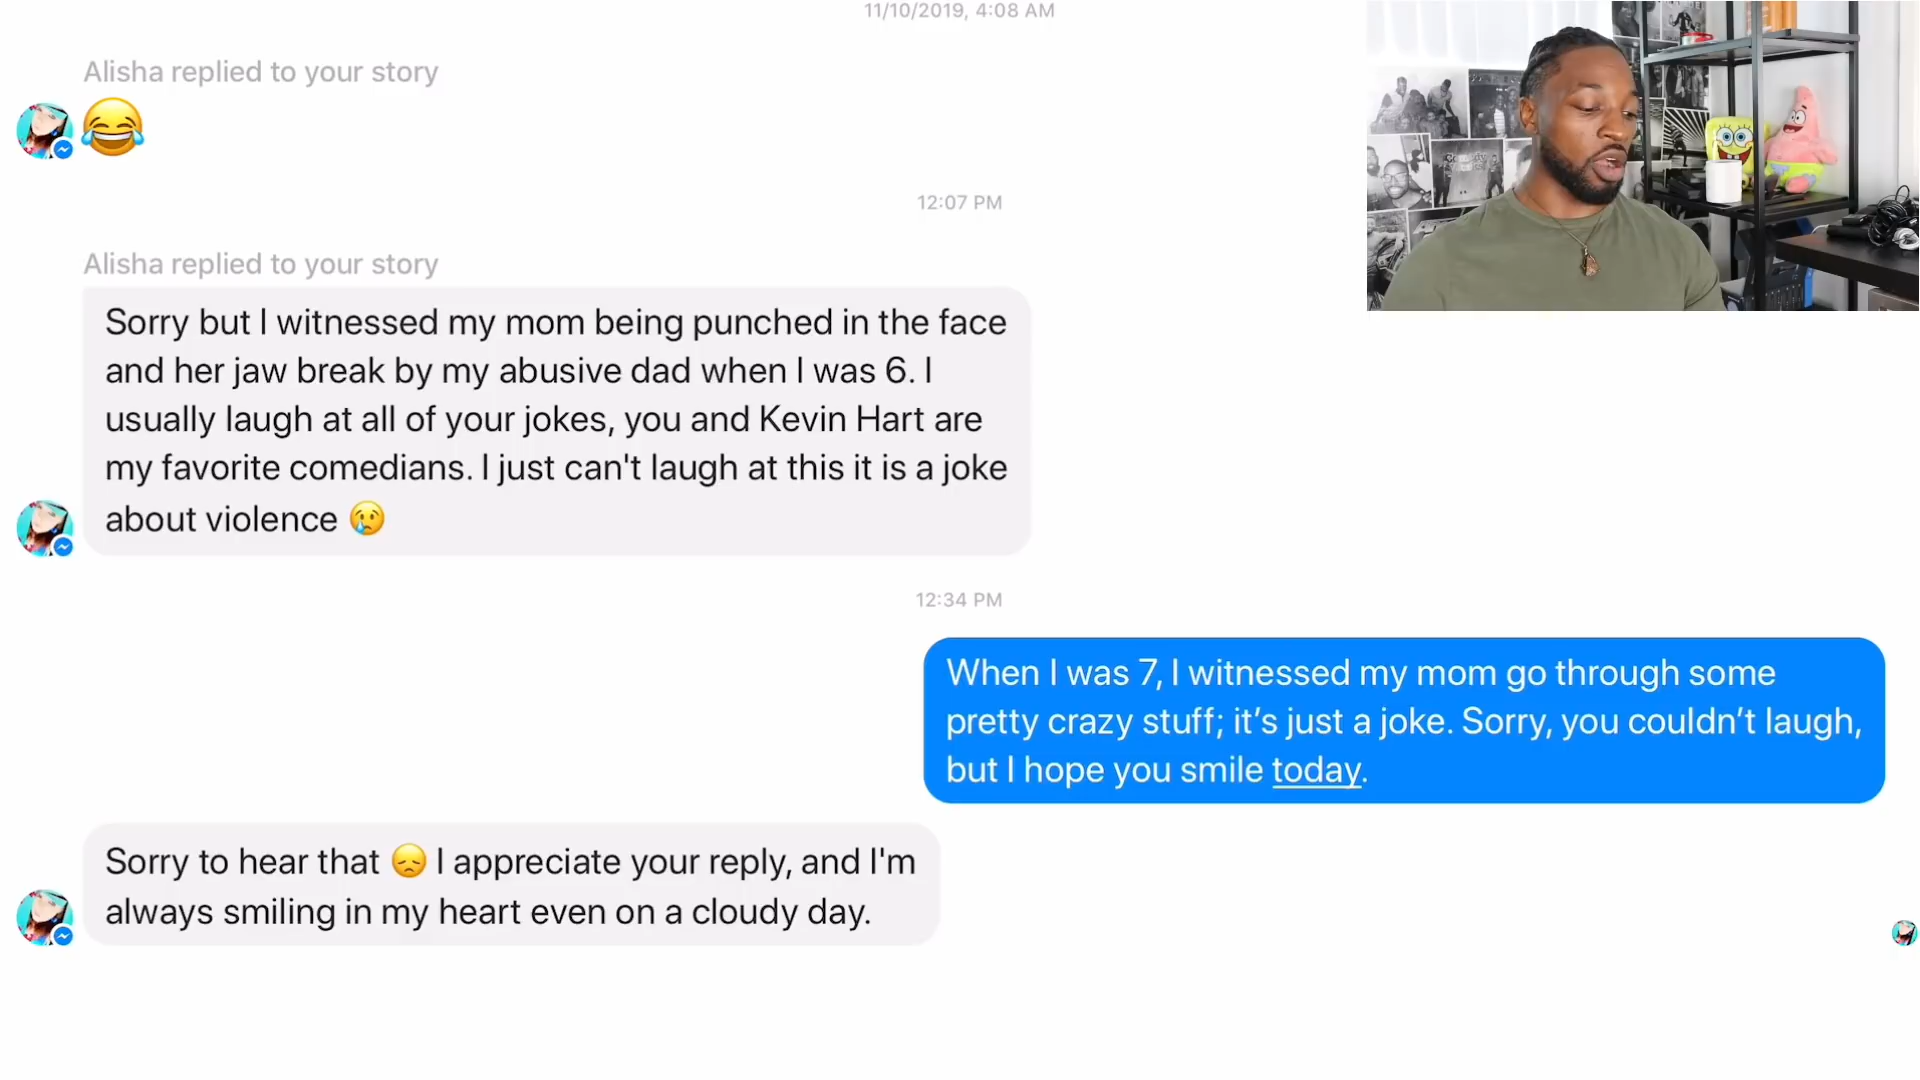 11/10/2019, 4:08 AM
Alisha replied to your story
😂
12:07 PM
Alisha replied to your story
Sorry but I witnessed my mom being punched in the face
and her jaw break by my abusive dad when I was 6. I
usually laugh at all of your jokes, you and Kevin Hart are
my favorite comedians. I just can't laugh at this it is a joke
about violence 😢
12:34 PM
When I was 7, I witnessed my mom go through some
pretty crazy stuff; it’s just a joke. Sorry, you couldn’t laugh,
but I hope you smile today.
Sorry to hear that 😞 I appreciate your reply, and I'm
always smiling in my heart even on a cloudy day.